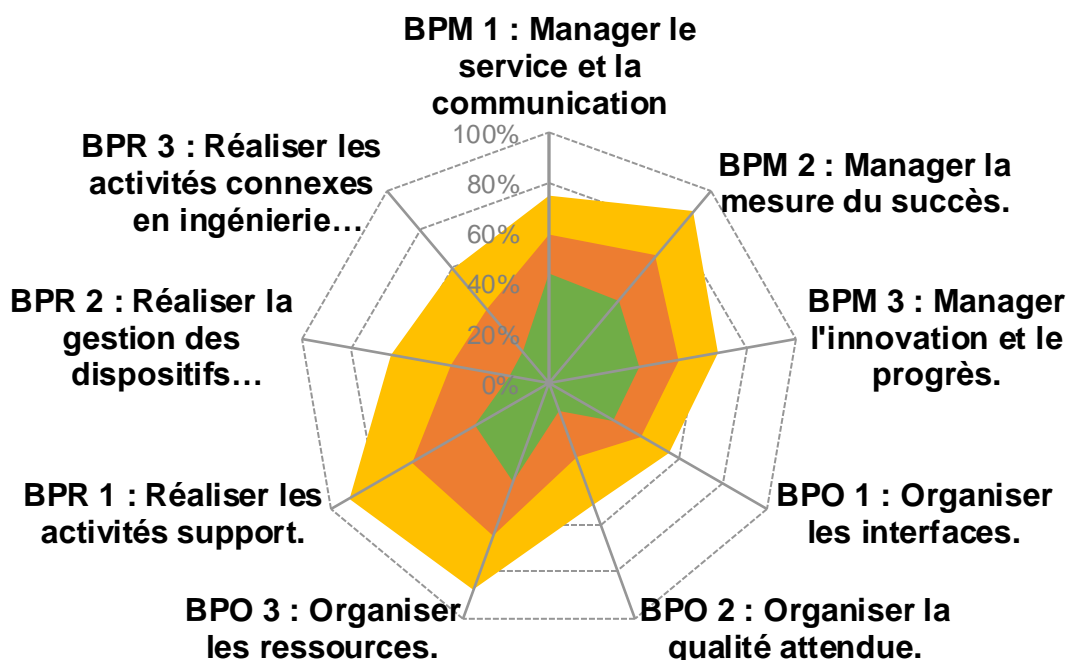 BPM 1 : Manager le
service et la
communication
100%
80%
60%
40%
20%
0%
BPM 2 : Manager la
mesure du succès.
BPM 3 : Manager
l'innovation et le
progrès.
BPO 1 : Organiser
les interfaces.
BPO 2 : Organiser la
qualité attendue.
BPO 3 : Organiser
les ressources.
BPR 1 : Réaliser les
activités support.
BPR 2 : Réaliser la
gestion des
dispositifs…
BPR 3 : Réaliser les
activités connexes
en ingénierie…